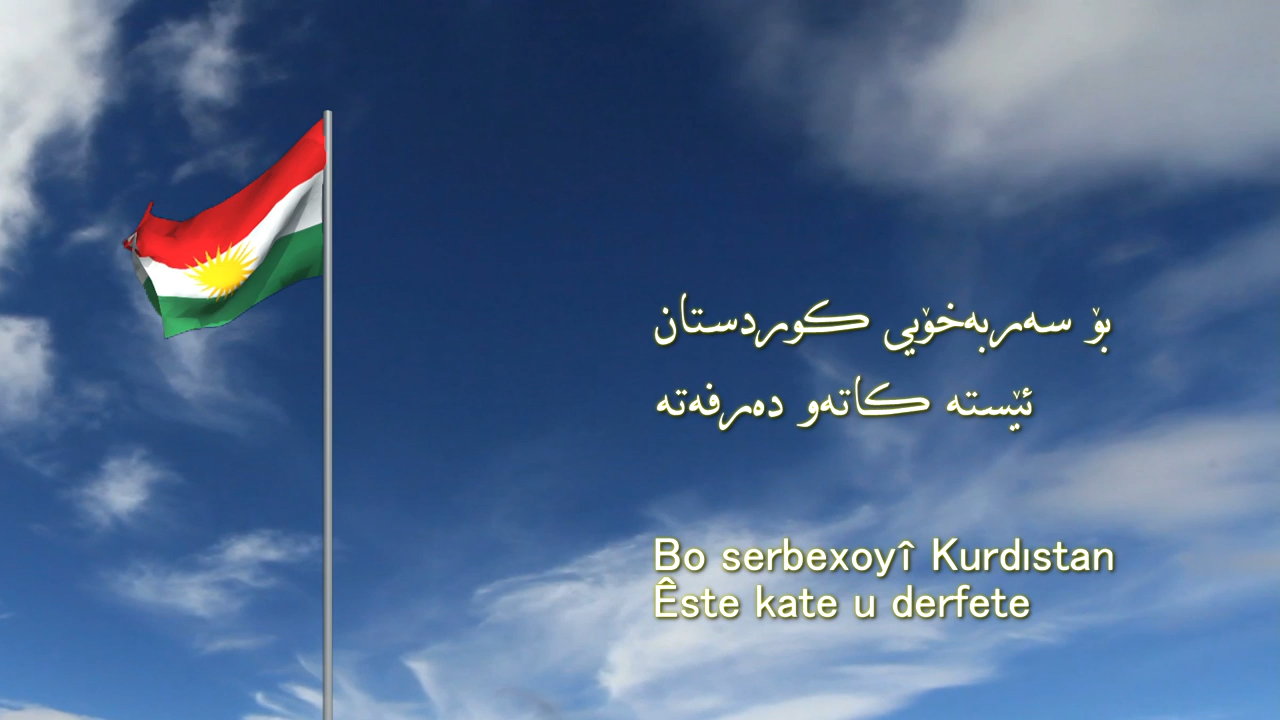 بۆ سەربەخۆیی کوردستان
ئێستە کاتەو دەرفەتە
Bo serbexoyî Kurdıstan
Êste kate u derfete